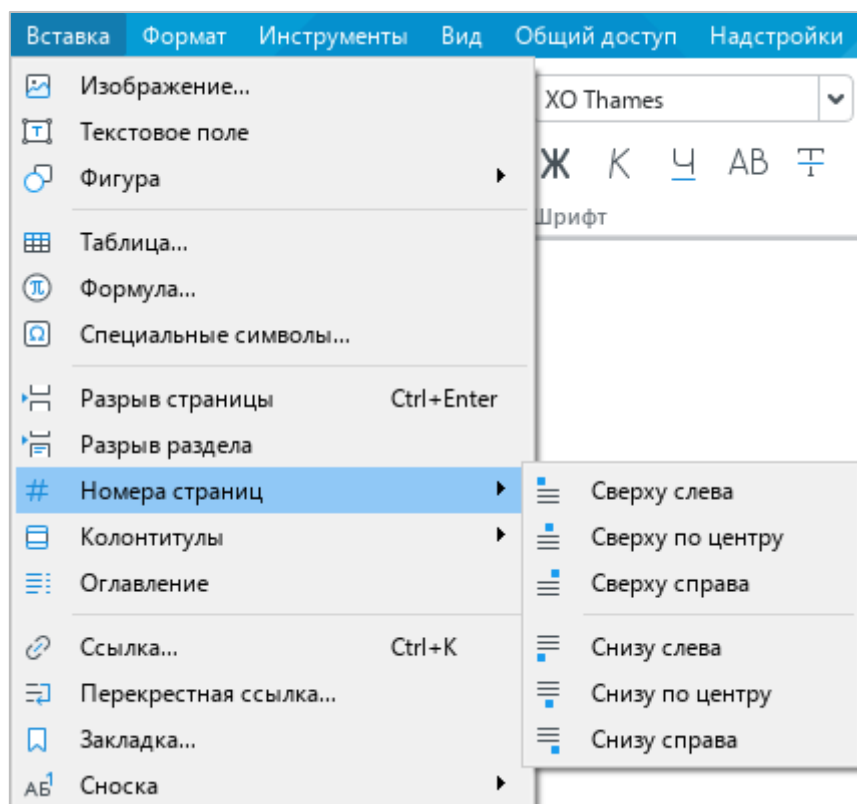 Вставка Формат Инструменты Вид Общий доступ Надстройки
Изображение...
XO Thames
Текстовое поле
Фигура
Ж К Ч АВ Т
Шрифт
Таблица...
Формула...
Специальные символы...
Разрыв страницы Ctrl+Enter
Разрыв раздела
Номера страниц
Сверху слева
Колонтитулы
Сверху по центру
Оглавление
Сверху справа
Ссылка... Ctrl+K
Снизу слева
Перекрестная ссылка...
Снизу по центру
Закладка...
Снизу справа
АБ1 Сноска